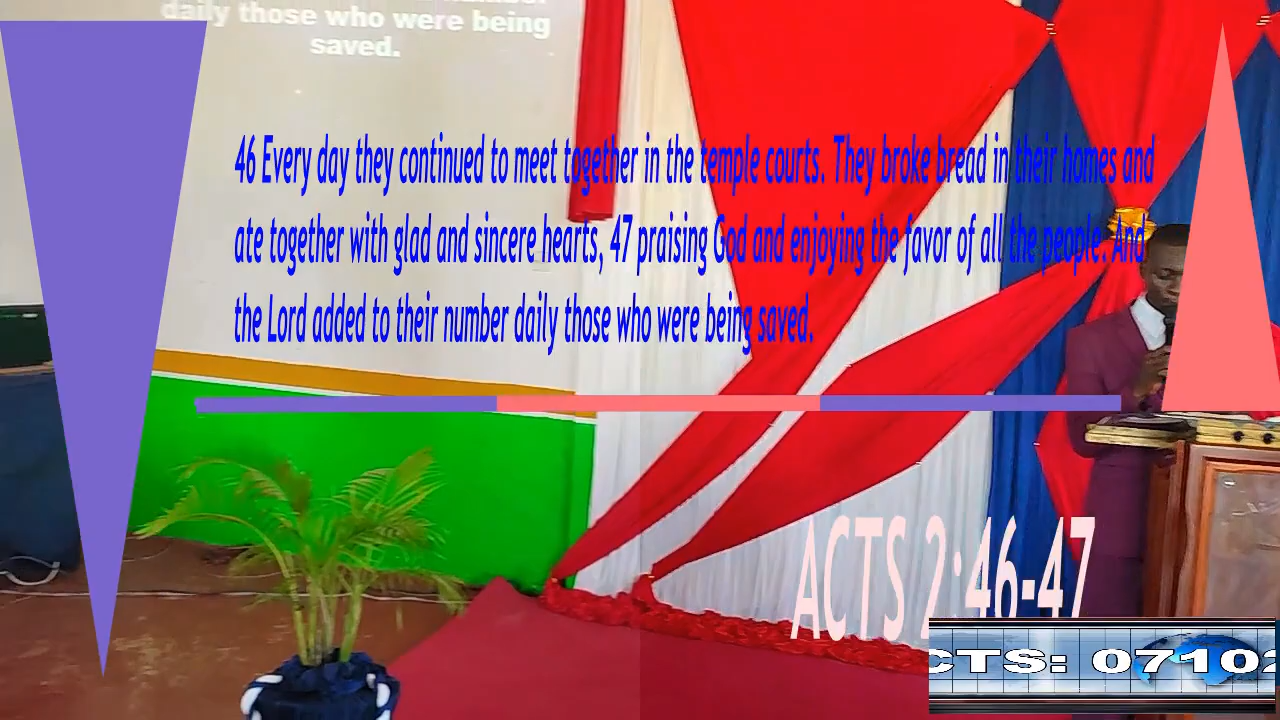 daily those who were being
saved.
46 Every day they continued to meet together in the temple courts. They broke bread in their homes and
ate together with glad and sincere hearts, 47 praising God and enjoying the favor of all the people. And
the Lord added to their number daily those who were being saved.
ACTS 2:46-47
CTS: 07102